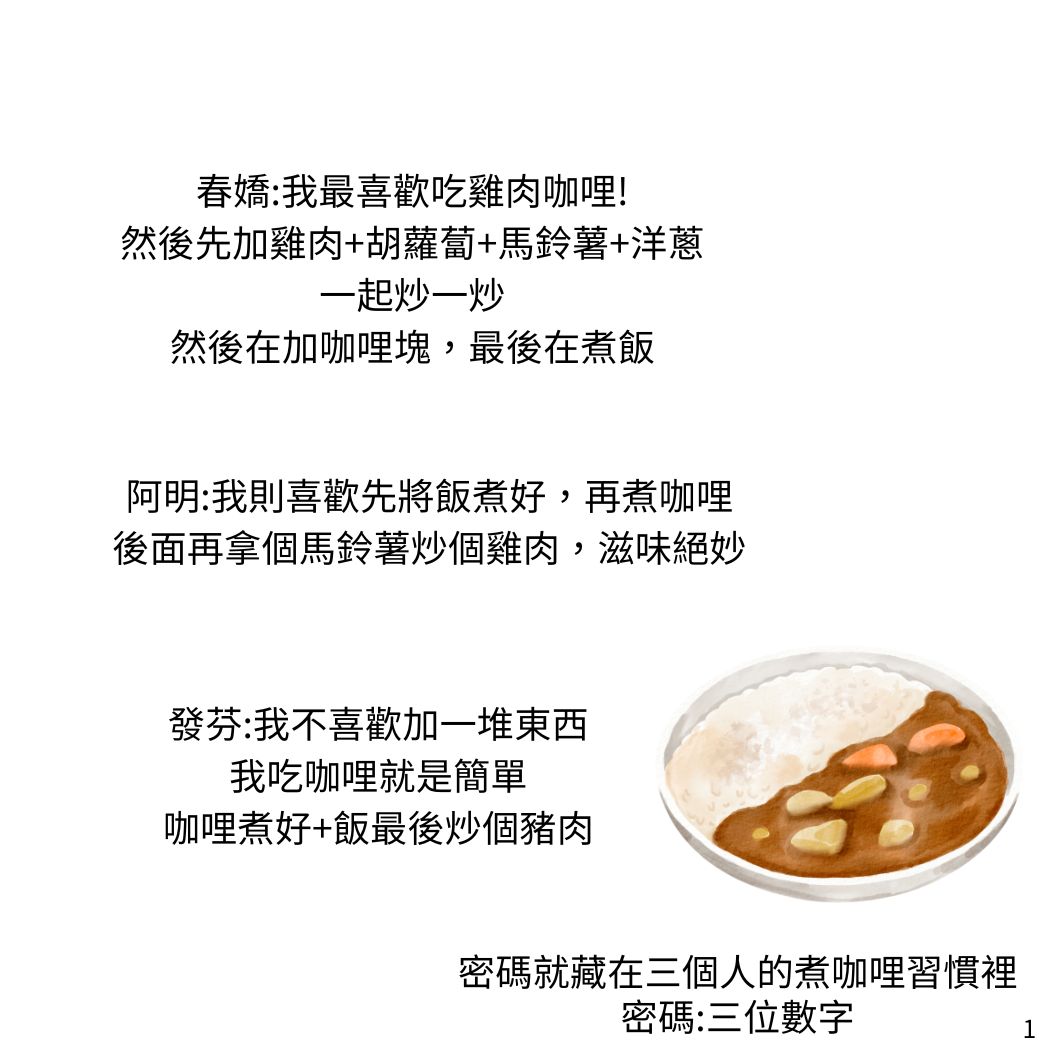 春嬌:我最喜歡吃雞肉咖哩!
然後先加雞肉+胡蘿蔔+馬鈴薯+洋蔥
一起炒一炒
然後在加咖哩塊，最後在煮飯
阿明:我則喜歡先將飯煮好，再煮咖哩
後面再拿個馬鈴薯炒個雞肉，滋味絕妙
發芬:我不喜歡加一堆東西
我吃咖哩就是簡單
咖哩煮好+飯最後炒個豬肉
密碼就藏在三個人的煮咖哩習慣裡
密碼:三位數字
1